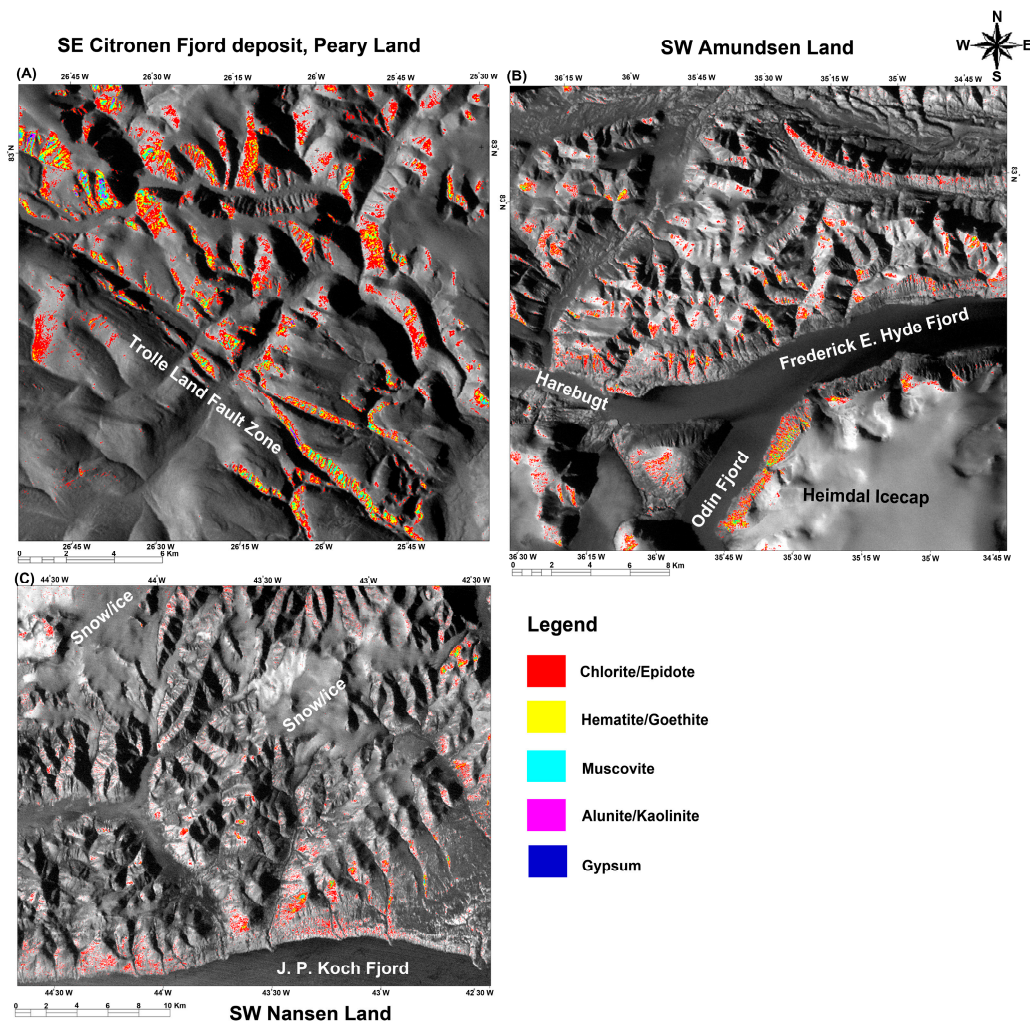 SE Citronen Fjord deposit, Peary Land
SW Amundsen Land
N
W E
S
(A)
26°45 W 26°30 W 26°15 W 26°W 25°45 W 25°30 W
83°N
83°N
Trolle Land Fault Zone
26°45 W 26°30 W 26°15 W 26°W 25°45 W
0 2 4 6 Km
(B)
36°15 W 36°W 35°45 W 35°30 W 35°15 W 35°W 34°45 W
83°N
83°N
Frederick E. Hyde Fjord
Harebugt
Odin Fjord
Heimdal Icecap
36°30 W 36°15 W 36°W 35°45 W 35°30 W 35°15 W 35°W 34°45 W
0 2 4 6 8 Km
(C)
44°30 W 44°W 43°30 W 43°W 42°30 W
Snow/ice
Snow/ice
J. P. Koch Fjord
44°30 W 44°W 43°30 W 43°W 42°30 W
0 2 4 6 8 10 Km
SW Nansen Land
Legend
Chlorite/Epidote
Hematite/Goethite
Muscovite
Alunite/Kaolinite
Gypsum